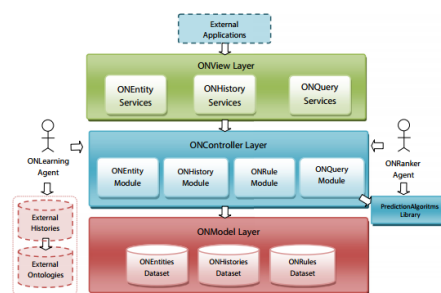 External
Applications
ONView Layer
ONEntity
Services
ONHistory
Services
ONQuery
Services
ONController Layer
ONLearning
Agent
ONEntity
Module
ONHistory
Module
ONRule
Module
ONQuery
Module
ONRanker
Agent
PredictionAlgoritms
Library
External
Histories
External
Ontologies
ONModel Layer
ONEntities
Dataset
ONHistories
Dataset
ONRules
Dataset